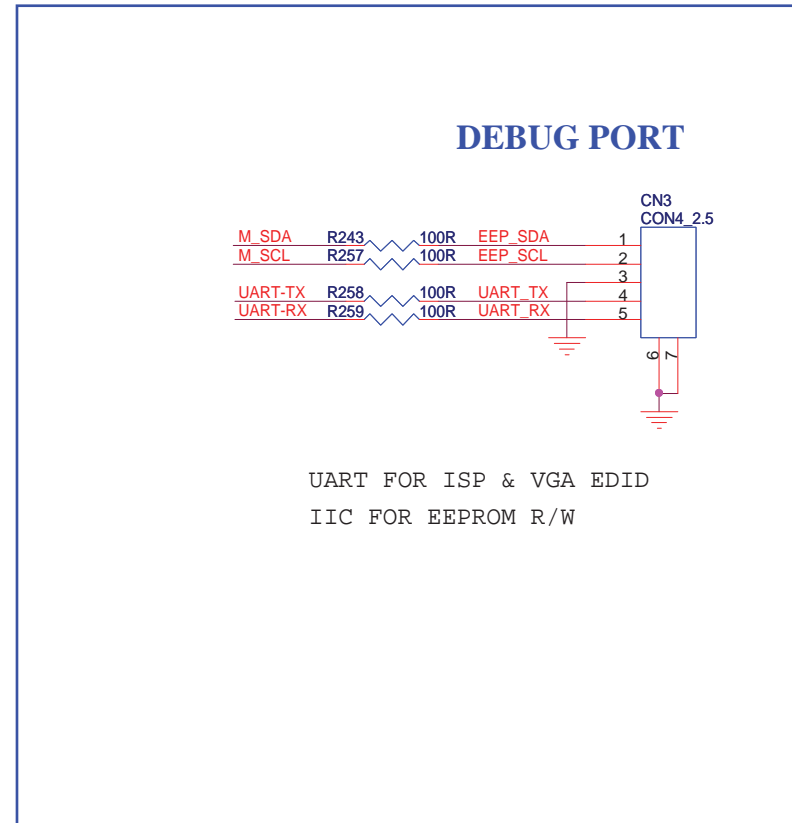 DEBUG PORT
CN3
CON4_2.5
M_SDA R243 100R EEP_SDA 1
M_SCL R257 100R EEP_SCL 2
3
UART-TX R258 100R UART_TX 4
UART-RX R259 100R UART_RX 5
6 7
UART FOR ISP & VGA EDID
IIC FOR EEPROM R/W